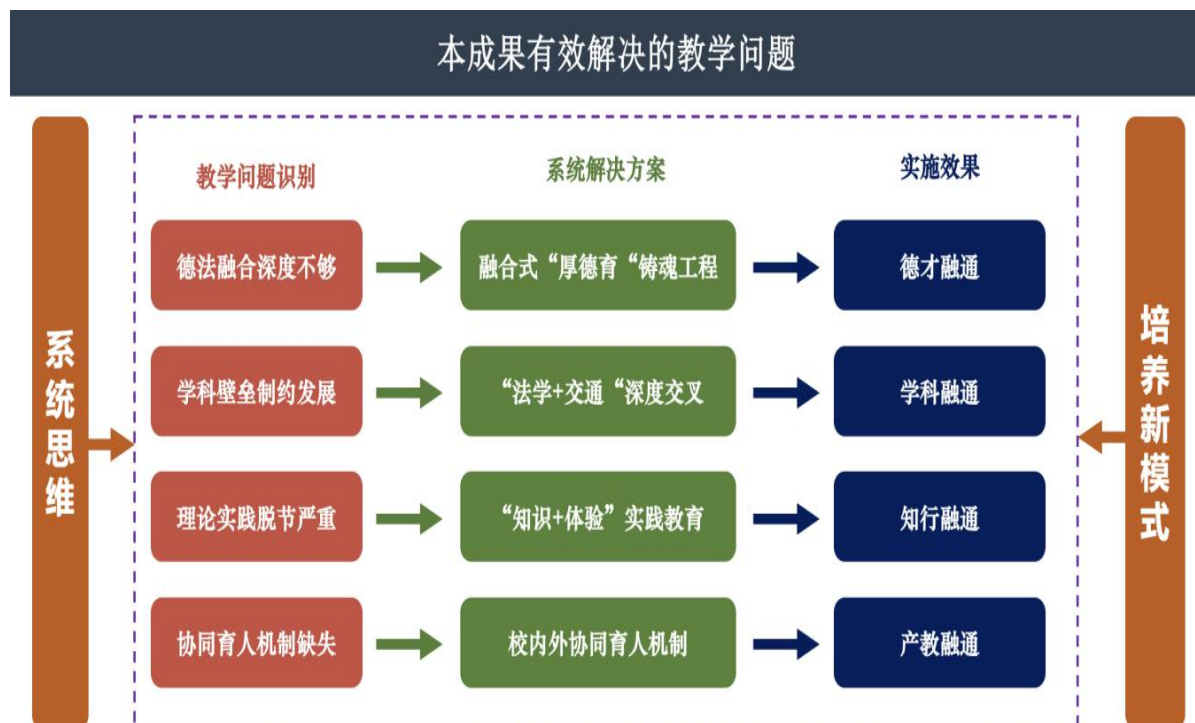 本成果有效解决的教学问题
系统思维
教学问题识别
系统解决方案
实施效果
德法融合深度不够
融合式“厚德育“铸魂工程
德才融通
学科壁垒制约发展
“法学+交通“深度交叉
学科融通
理论实践脱节严重
“知识+体验”实践教育
知行融通
协同育人机制缺失
校内外协同育人机制
产教融通
培养新模式